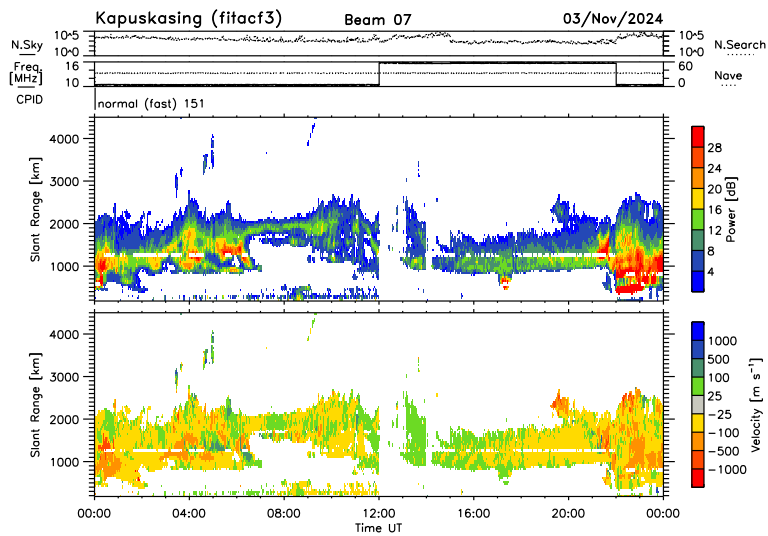 Kapuskasing (fitacf3) Beam 07 03/Nov/2024
10^5 10^5
N.Sky N.Search
10^0 10^0
Freq. 16 60
[MHz] Nave
10 0
CPID normal (fast) 151
4000
3000
2000
1000
Slant Range [km]
28
24
20
16
12
8
4
Power [dB]
4000
3000
2000
1000
Slant Range [km]
1000
500
100
25
-25
-100
-500
-1000
Velocity [m s⁻¹]
00:00 04:00 08:00 12:00 16:00 20:00 00:00
Time UT